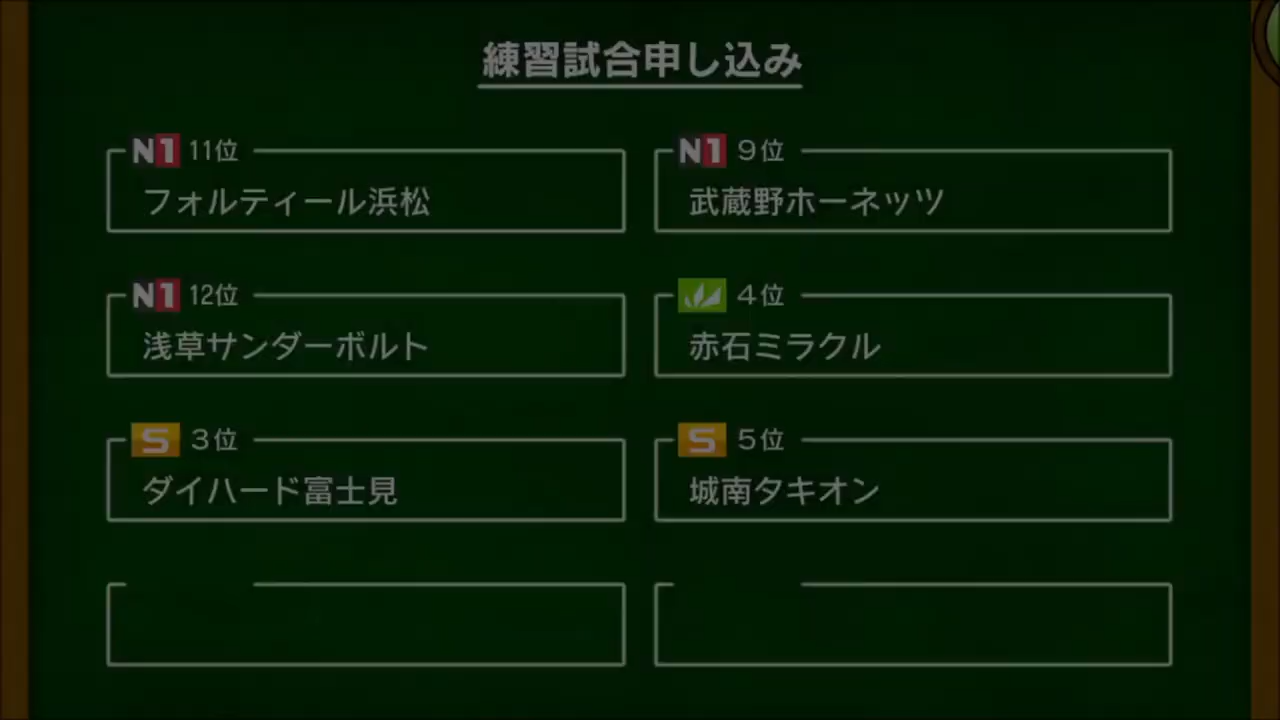 練習試合申し込み
N1 11位
フォルティール浜松
N1 9位
武蔵野ホーネッツ
N1 12位
浅草サンダーボルト
4位
赤石ミラクル
S 3位
ダイハード富士見
S 5位
城南タキオン